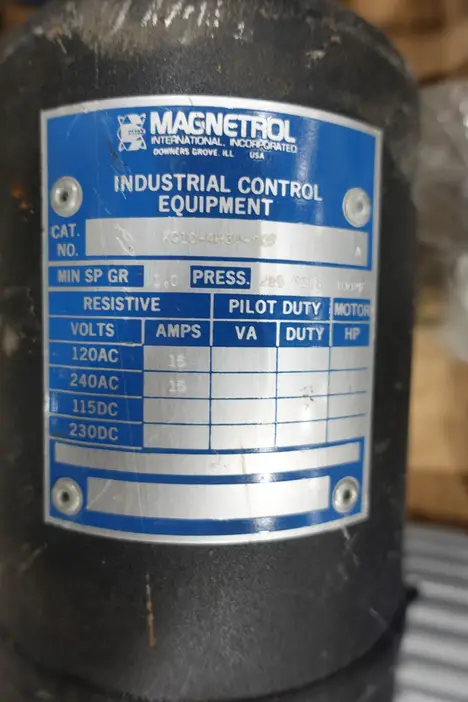 MAGNETROL
INTERNATIONAL, INCORPORATED
DOWNERS GROVE, ILL USA
INDUSTRIAL CONTROL
EQUIPMENT
CAT.
NO. A
MIN SP GR PRESS.
RESISTIVE PILOT DUTY MOTOR
VOLTS AMPS VA DUTY HP
120AC 15
240AC 15
115DC
230DC